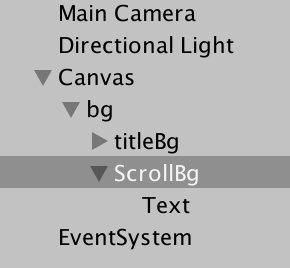 Main Camera
Directional Light
Canvas
bg
titleBg
ScrollBg
Text
EventSystem